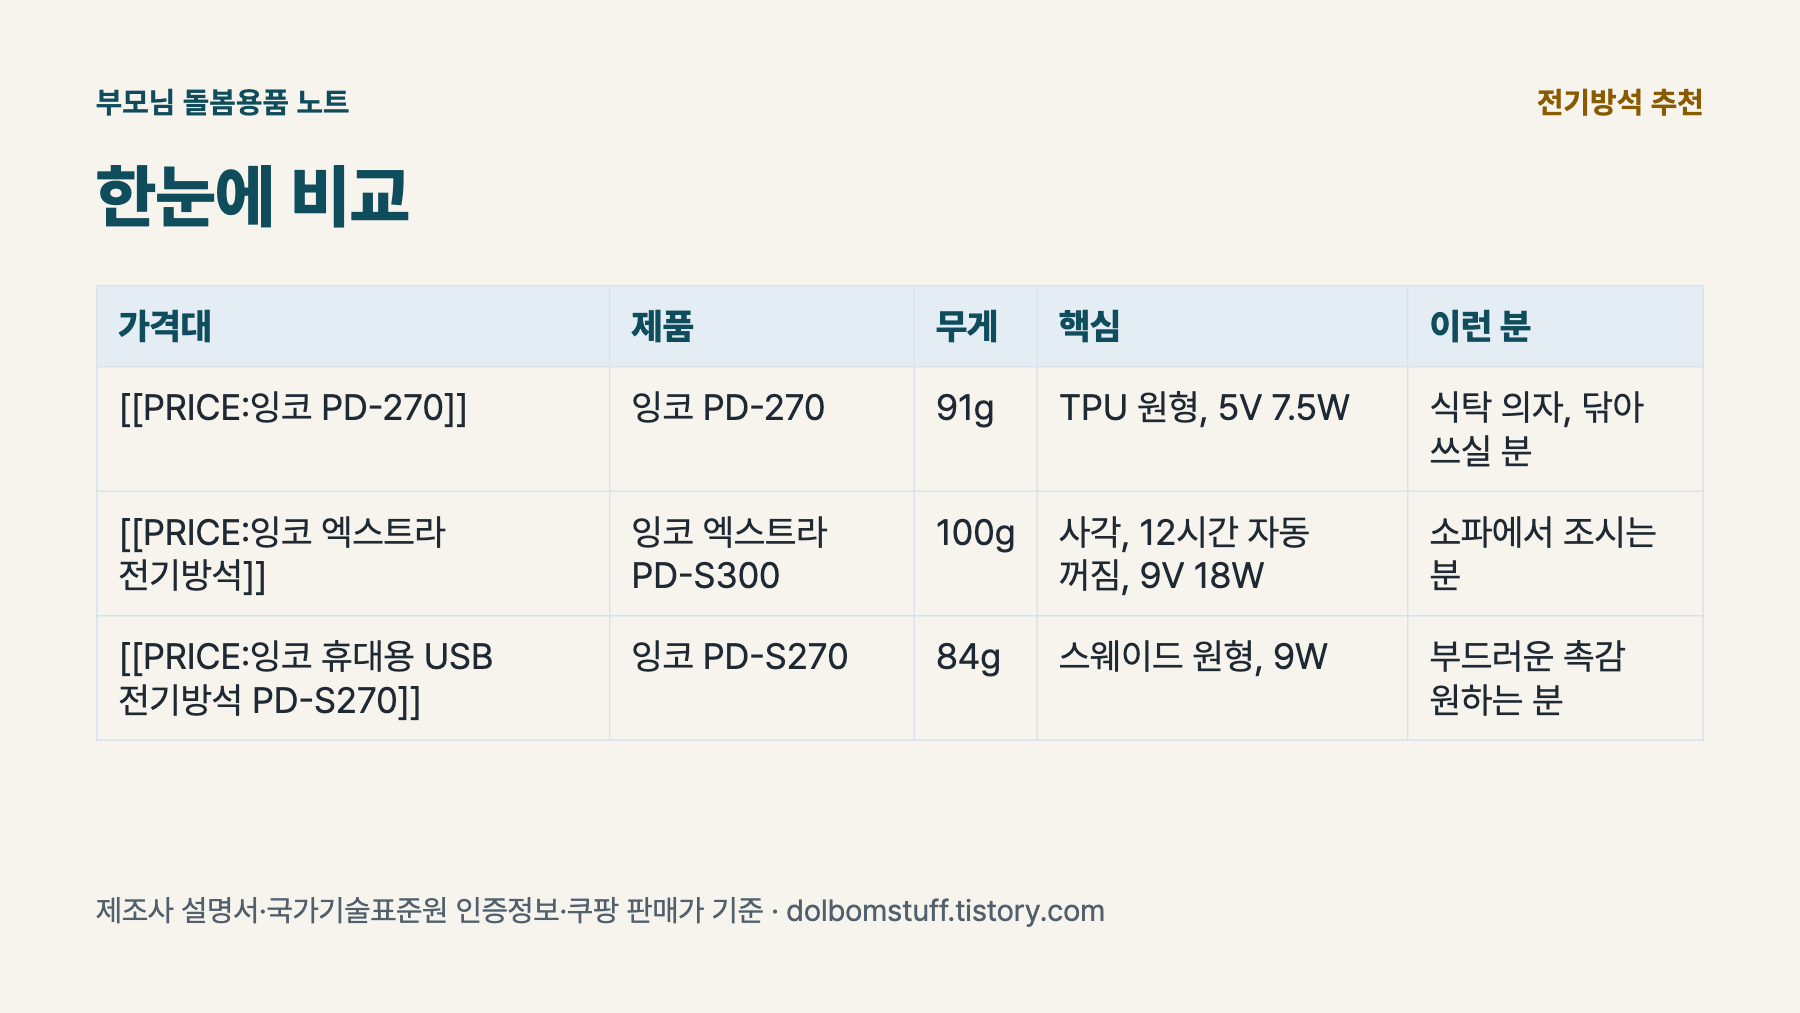 부모님 돌봄용품 노트
전기방석 추천
한눈에 비교
가격대 제품 무게 핵심 이런 분
[[PRICE:잉코 PD-270]] 잉코 PD-270 91g TPU 원형, 5V 7.5W 식탁 의자, 닦아
쓰실 분
[[PRICE:잉코 엑스트라 잉코 엑스트라 100g 사각, 12시간 자동 소파에서 조시는
전기방석]] PD-S300 꺼짐, 9V 18W 분
[[PRICE:잉코 휴대용 USB 잉코 PD-S270 84g 스웨이드 원형, 9W 부드러운 촉감
전기방석 PD-S270]] 원하는 분
제조사 설명서·국가기술표준원 인증정보·쿠팡 판매가 기준 · dolbomstuff.tistory.com